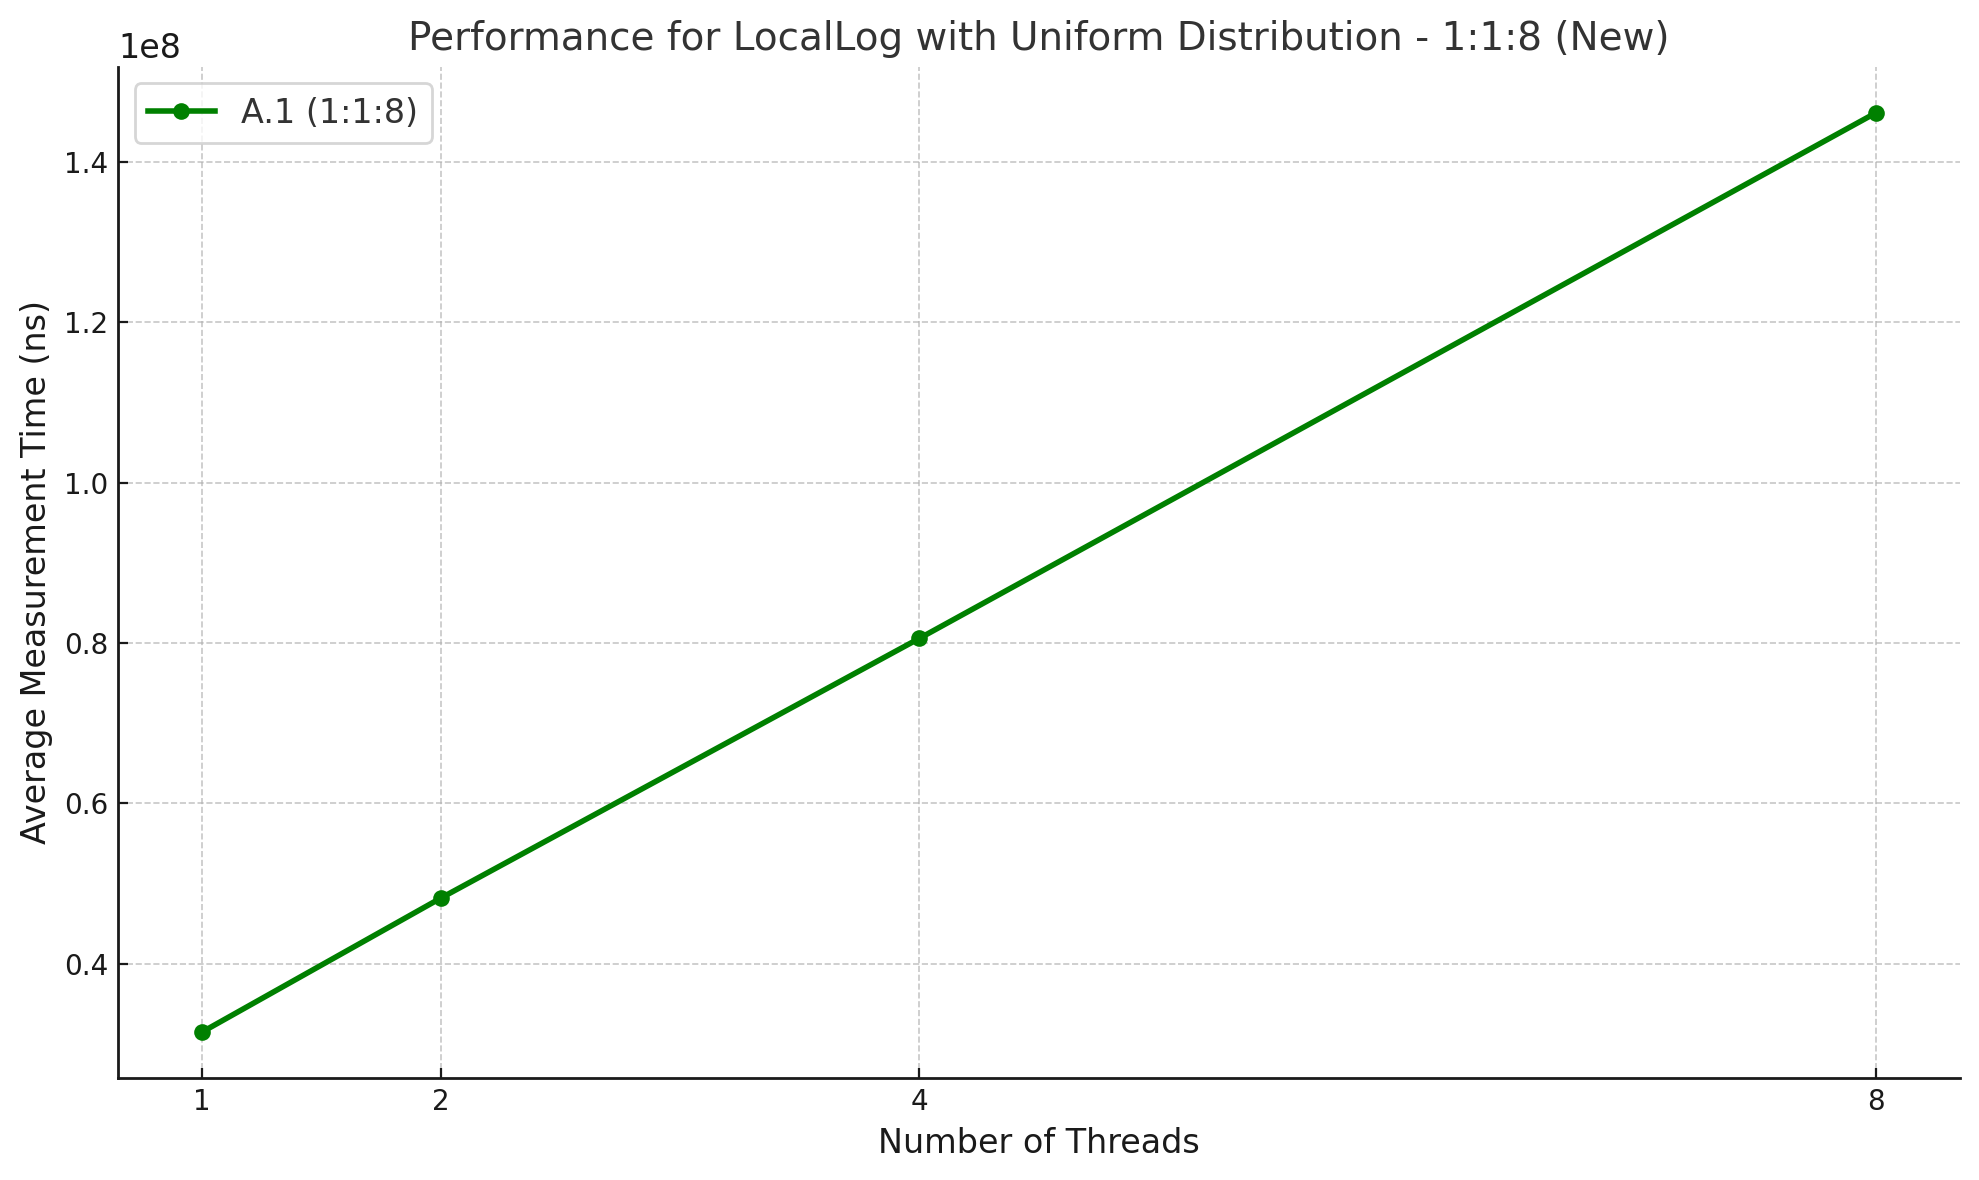 Performance for LocalLog with Uniform Distribution - 1:1:8 (New)
1e8
A.1 (1:1:8)
1.4
1.2
1.0
0.8
0.6
0.4
Average Measurement Time (ns)
1 2 4 8
Number of Threads